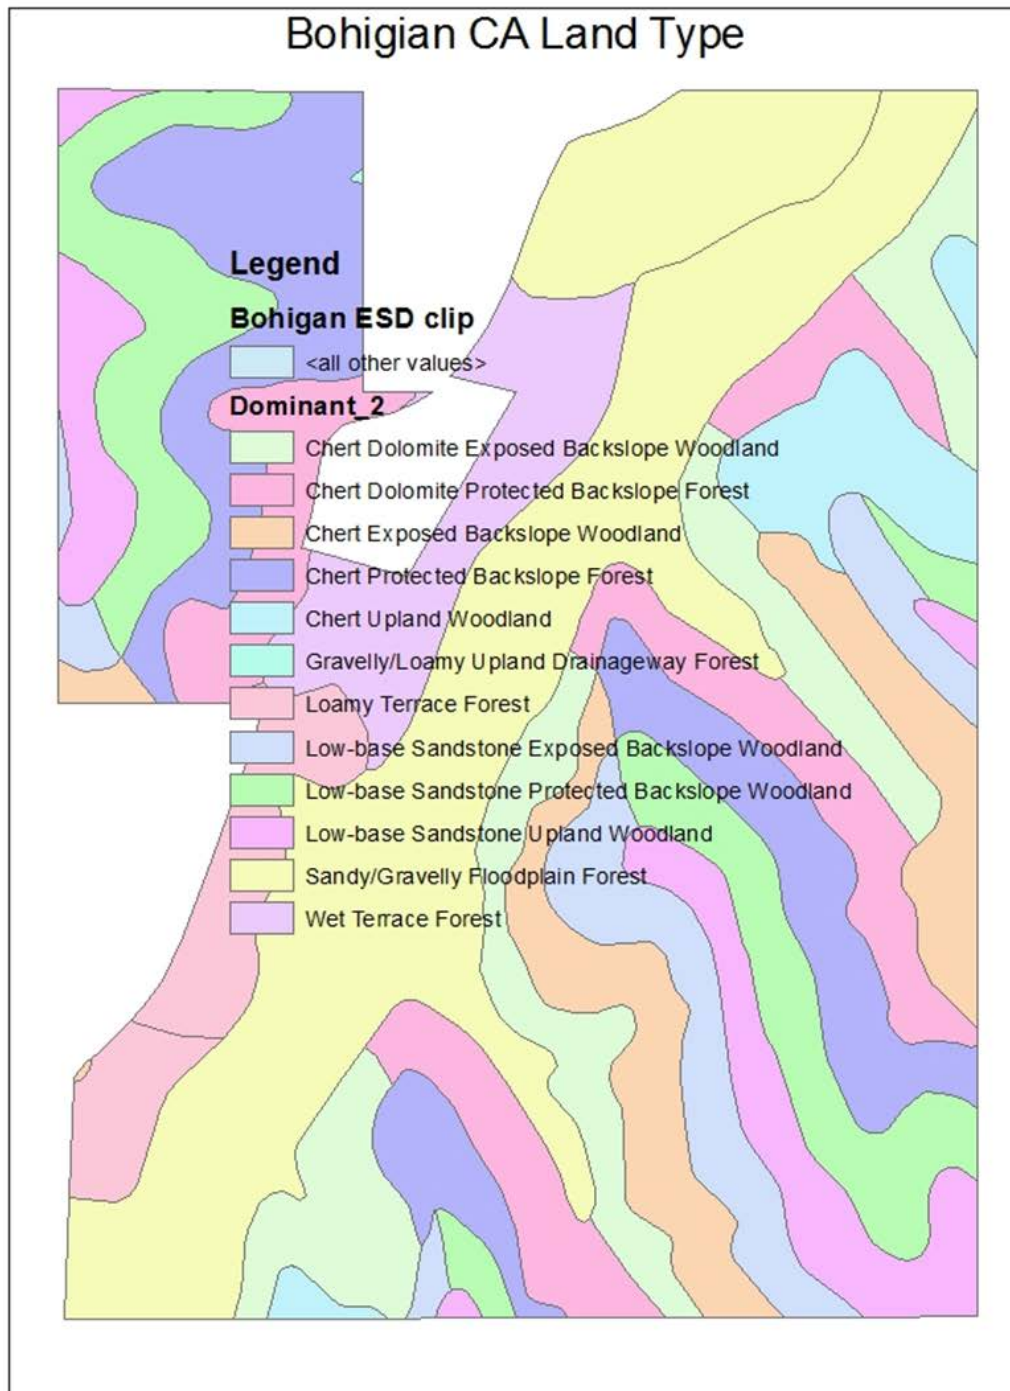 Bohigian CA Land Type
Legend
Bohigan ESD clip
<all other values>
Dominant_2
Chert Dolomite Exposed Backslope Woodland
Chert Dolomite Protected Backslope Forest
Chert Exposed Backslope Woodland
Chert Protected Backslope Forest
Chert Upland Woodland
Gravelly/Loamy Upland Drainageway Forest
Loamy Terrace Forest
Low-base Sandstone Exposed Backslope Woodland
Low-base Sandstone Protected Backslope Woodland
Low-base Sandstone Upland Woodland
Sandy/Gravelly Floodplain Forest
Wet Terrace Forest